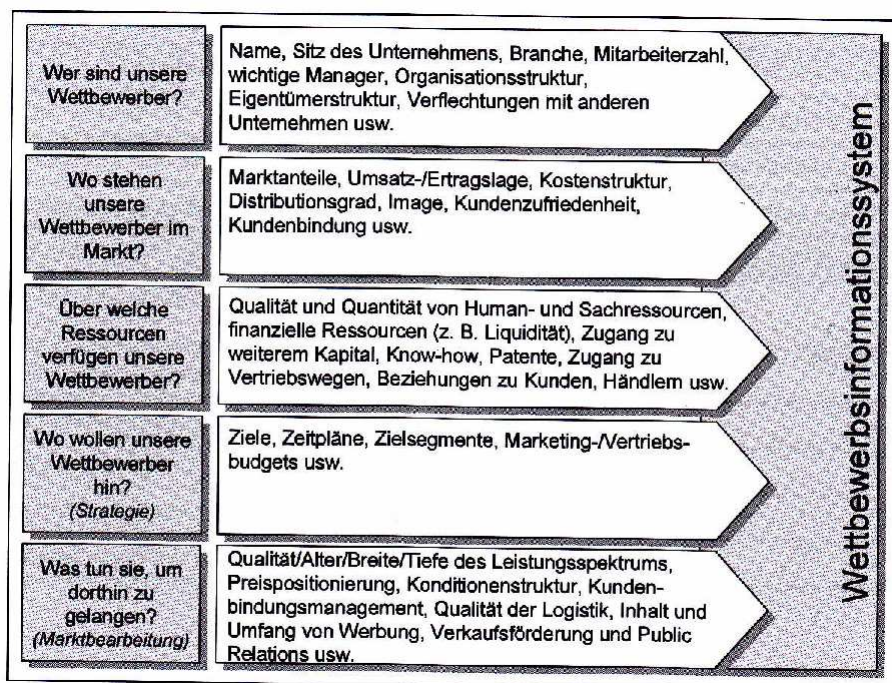 Wer sind unsere
Wettbewerber?
Name, Sitz des Unternehmens, Branche, Mitarbeiterzahl,
wichtige Manager, Organisationsstruktur,
Eigentümerstruktur, Verflechtungen mit anderen
Unternehmen usw.
Wo stehen
unsere
Wettbewerber im
Markt?
Marktanteile, Umsatz-/Ertragslage, Kostenstruktur,
Distributionsgrad, Image, Kundenzufriedenheit,
Kundenbindung usw.
Über welche
Ressourcen
verfügen unsere
Wettbewerber?
Qualität und Quantität von Human- und Sachressourcen,
finanzielle Ressourcen (z. B. Liquidität), Zugang zu
weiterem Kapital, Know-how, Patente, Zugang zu
Vertriebswegen, Beziehungen zu Kunden, Händlern usw.
Wo wollen unsere
Wettbewerber
hin?
(Strategie)
Ziele, Zeitpläne, Zielsegmente, Marketing-/Vertriebs-
budgets usw.
Was tun sie, um
dorthin zu
gelangen?
(Marktbearbeitung)
Qualität/Alter/Breite/Tiefe des Leistungsspektrums,
Preispositionierung, Konditionenstruktur, Kunden-
bindungsmanagement, Qualität der Logistik, Inhalt und
Umfang von Werbung, Verkaufsförderung und Public
Relations usw.
Wettbewerbsinformationssystem